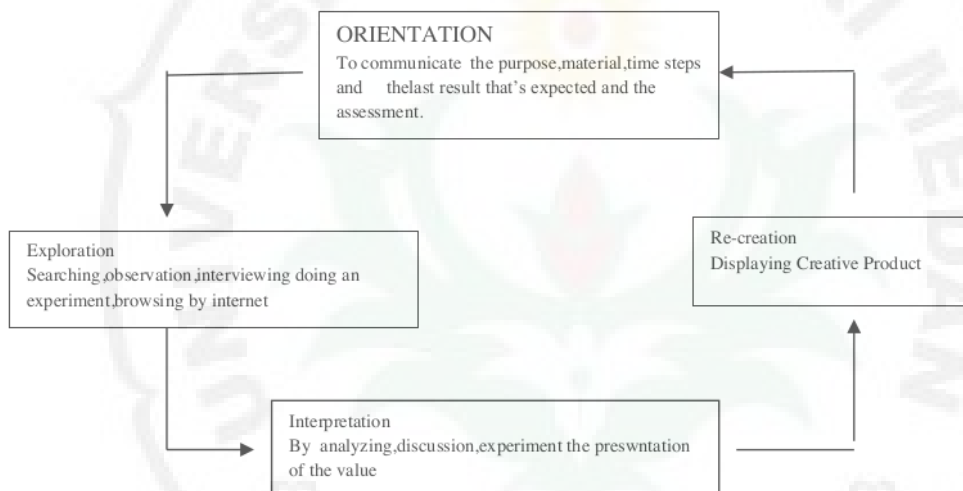 ORIENTATION
To communicate the purpose,material,time steps
and thelast result that's expected and the
assessment.
Exploration
Searching,observation,interviewing doing an
experiment,browsing by internet
Re-creation
Displaying Creative Product
Interpretation
By analyzing,discussion,experiment the preswntation
of the value
UNIVERS
I MEDAN